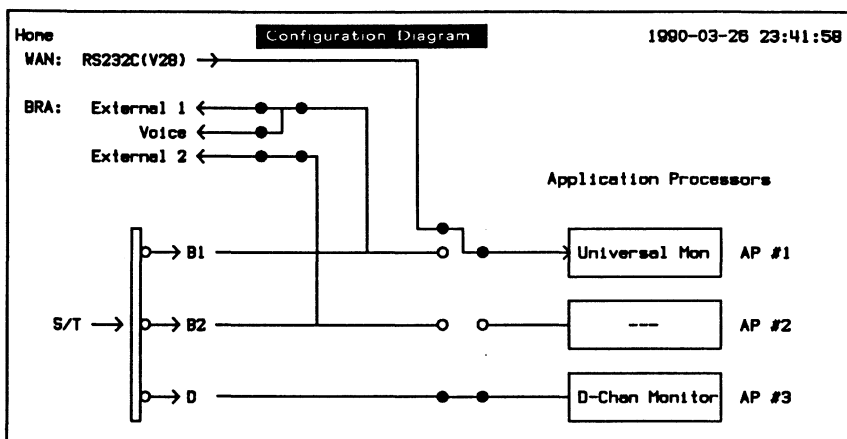 Home Configuration Diagram 1990-03-26 23:41:58
WAN: RS232C(V28)
BRA: External 1
Voice
External 2
Application Processors
B1 Universal Mon AP #1
S/T B2 --- AP #2
D D-Chan Monitor AP #3